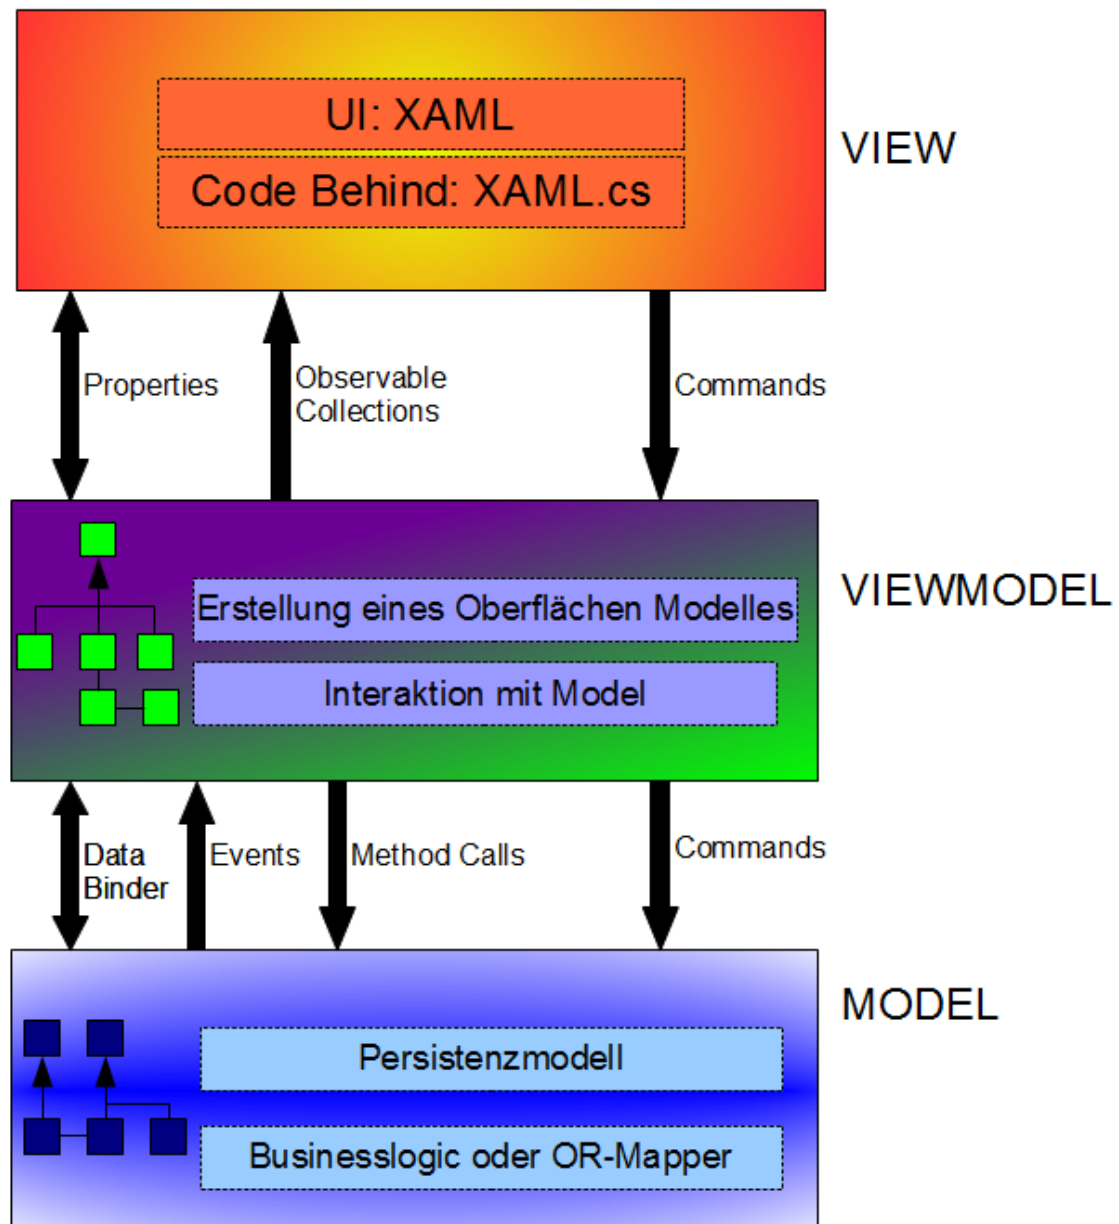 UI: XAML
Code Behind: XAML.cs
VIEW
Properties
Observable
Collections
Commands
VIEWMODEL
Erstellung eines Oberflächen Modelles
Interaktion mit Model
Data
Binder
Events
Method Calls
Commands
MODEL
Persistenzmodell
Businesslogic oder OR-Mapper